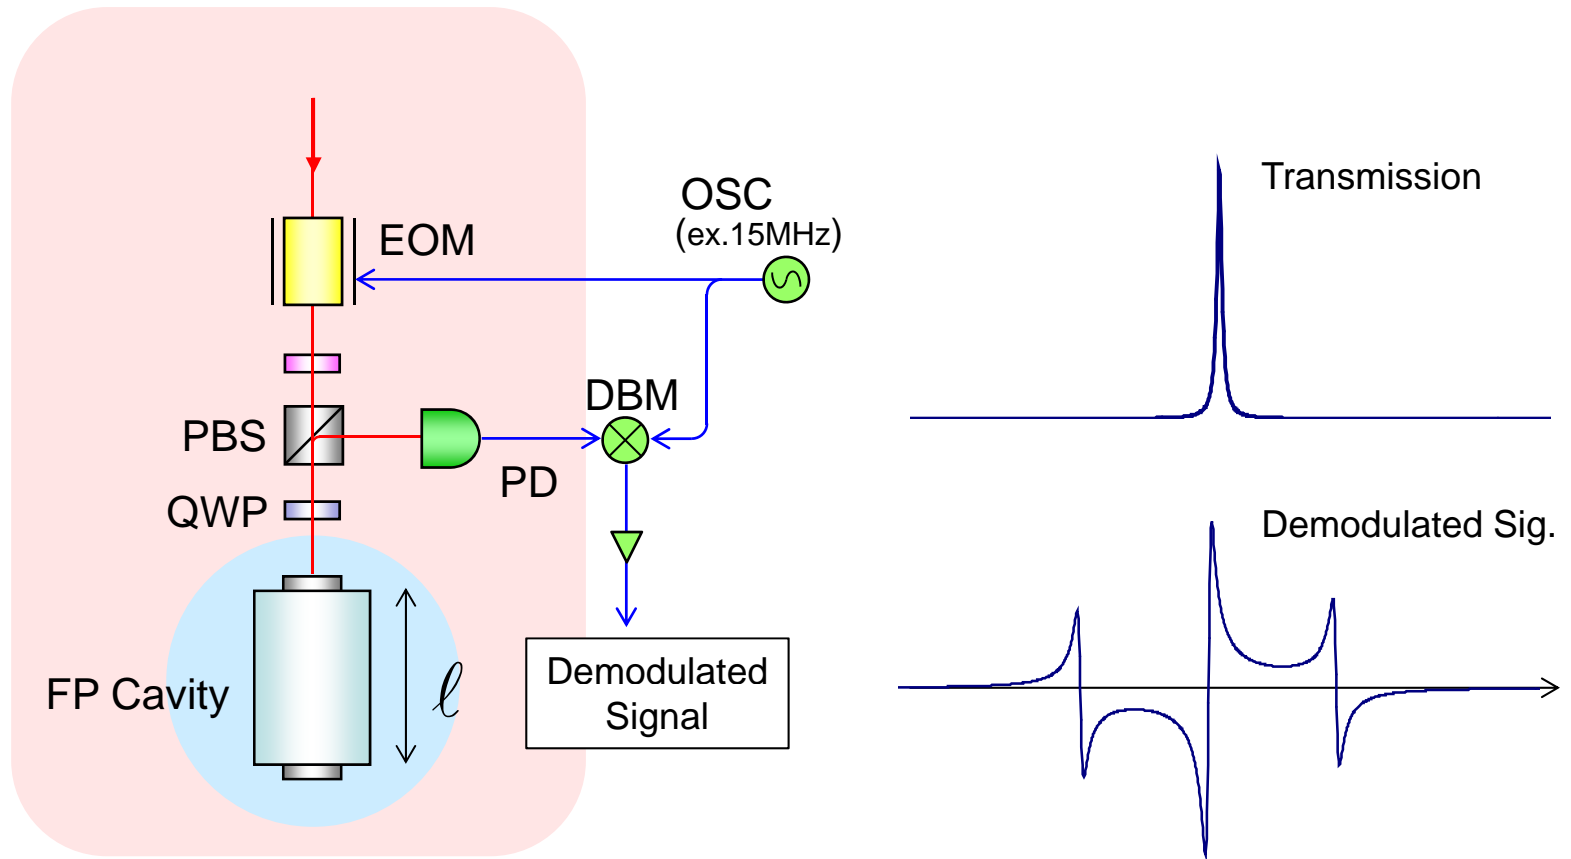 OSC
(ex.15MHz)
EOM
DBM
PBS
PD
QWP
FP Cavity
ℓ
Demodulated
Signal
Transmission
Demodulated Sig.